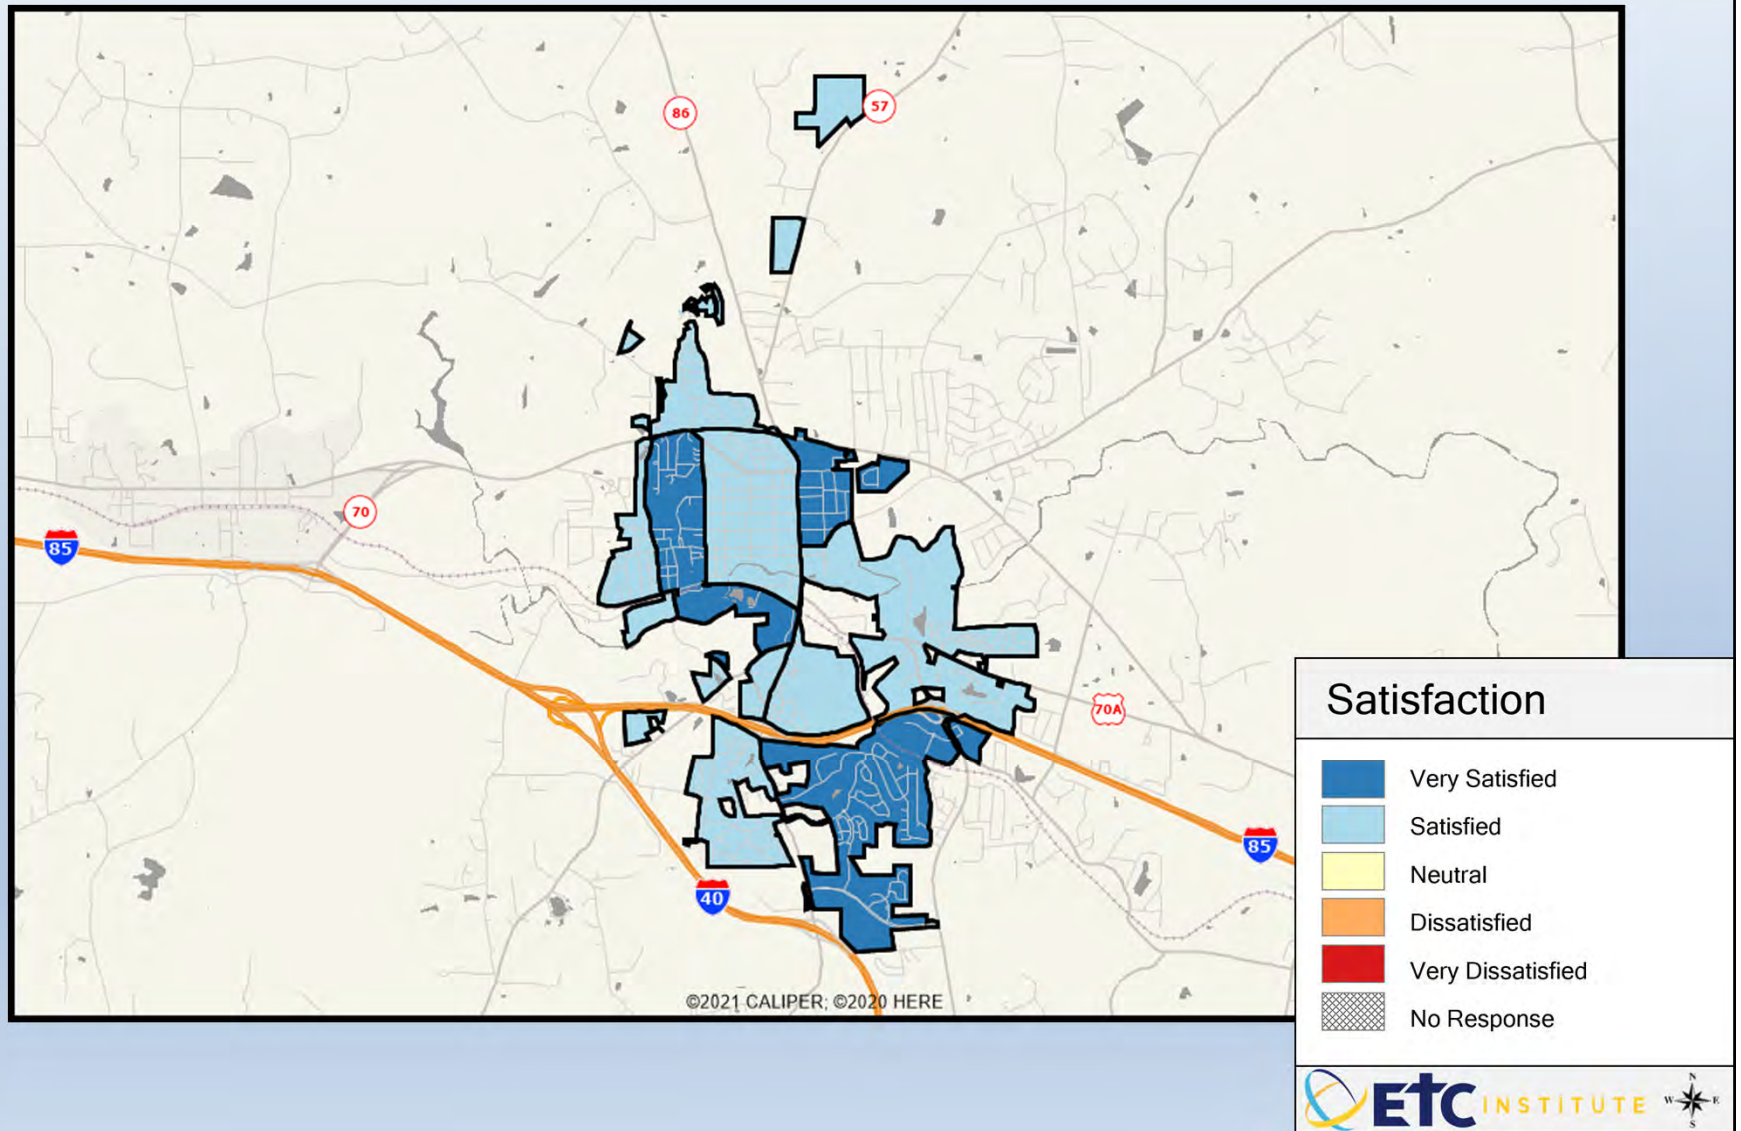 86
57
70
85
70A
85
40
©2021 CALIPER; ©2020 HERE
Satisfaction
Very Satisfied
Satisfied
Neutral
Dissatisfied
Very Dissatisfied
No Response
ETC INSTITUTE
N
W E
S